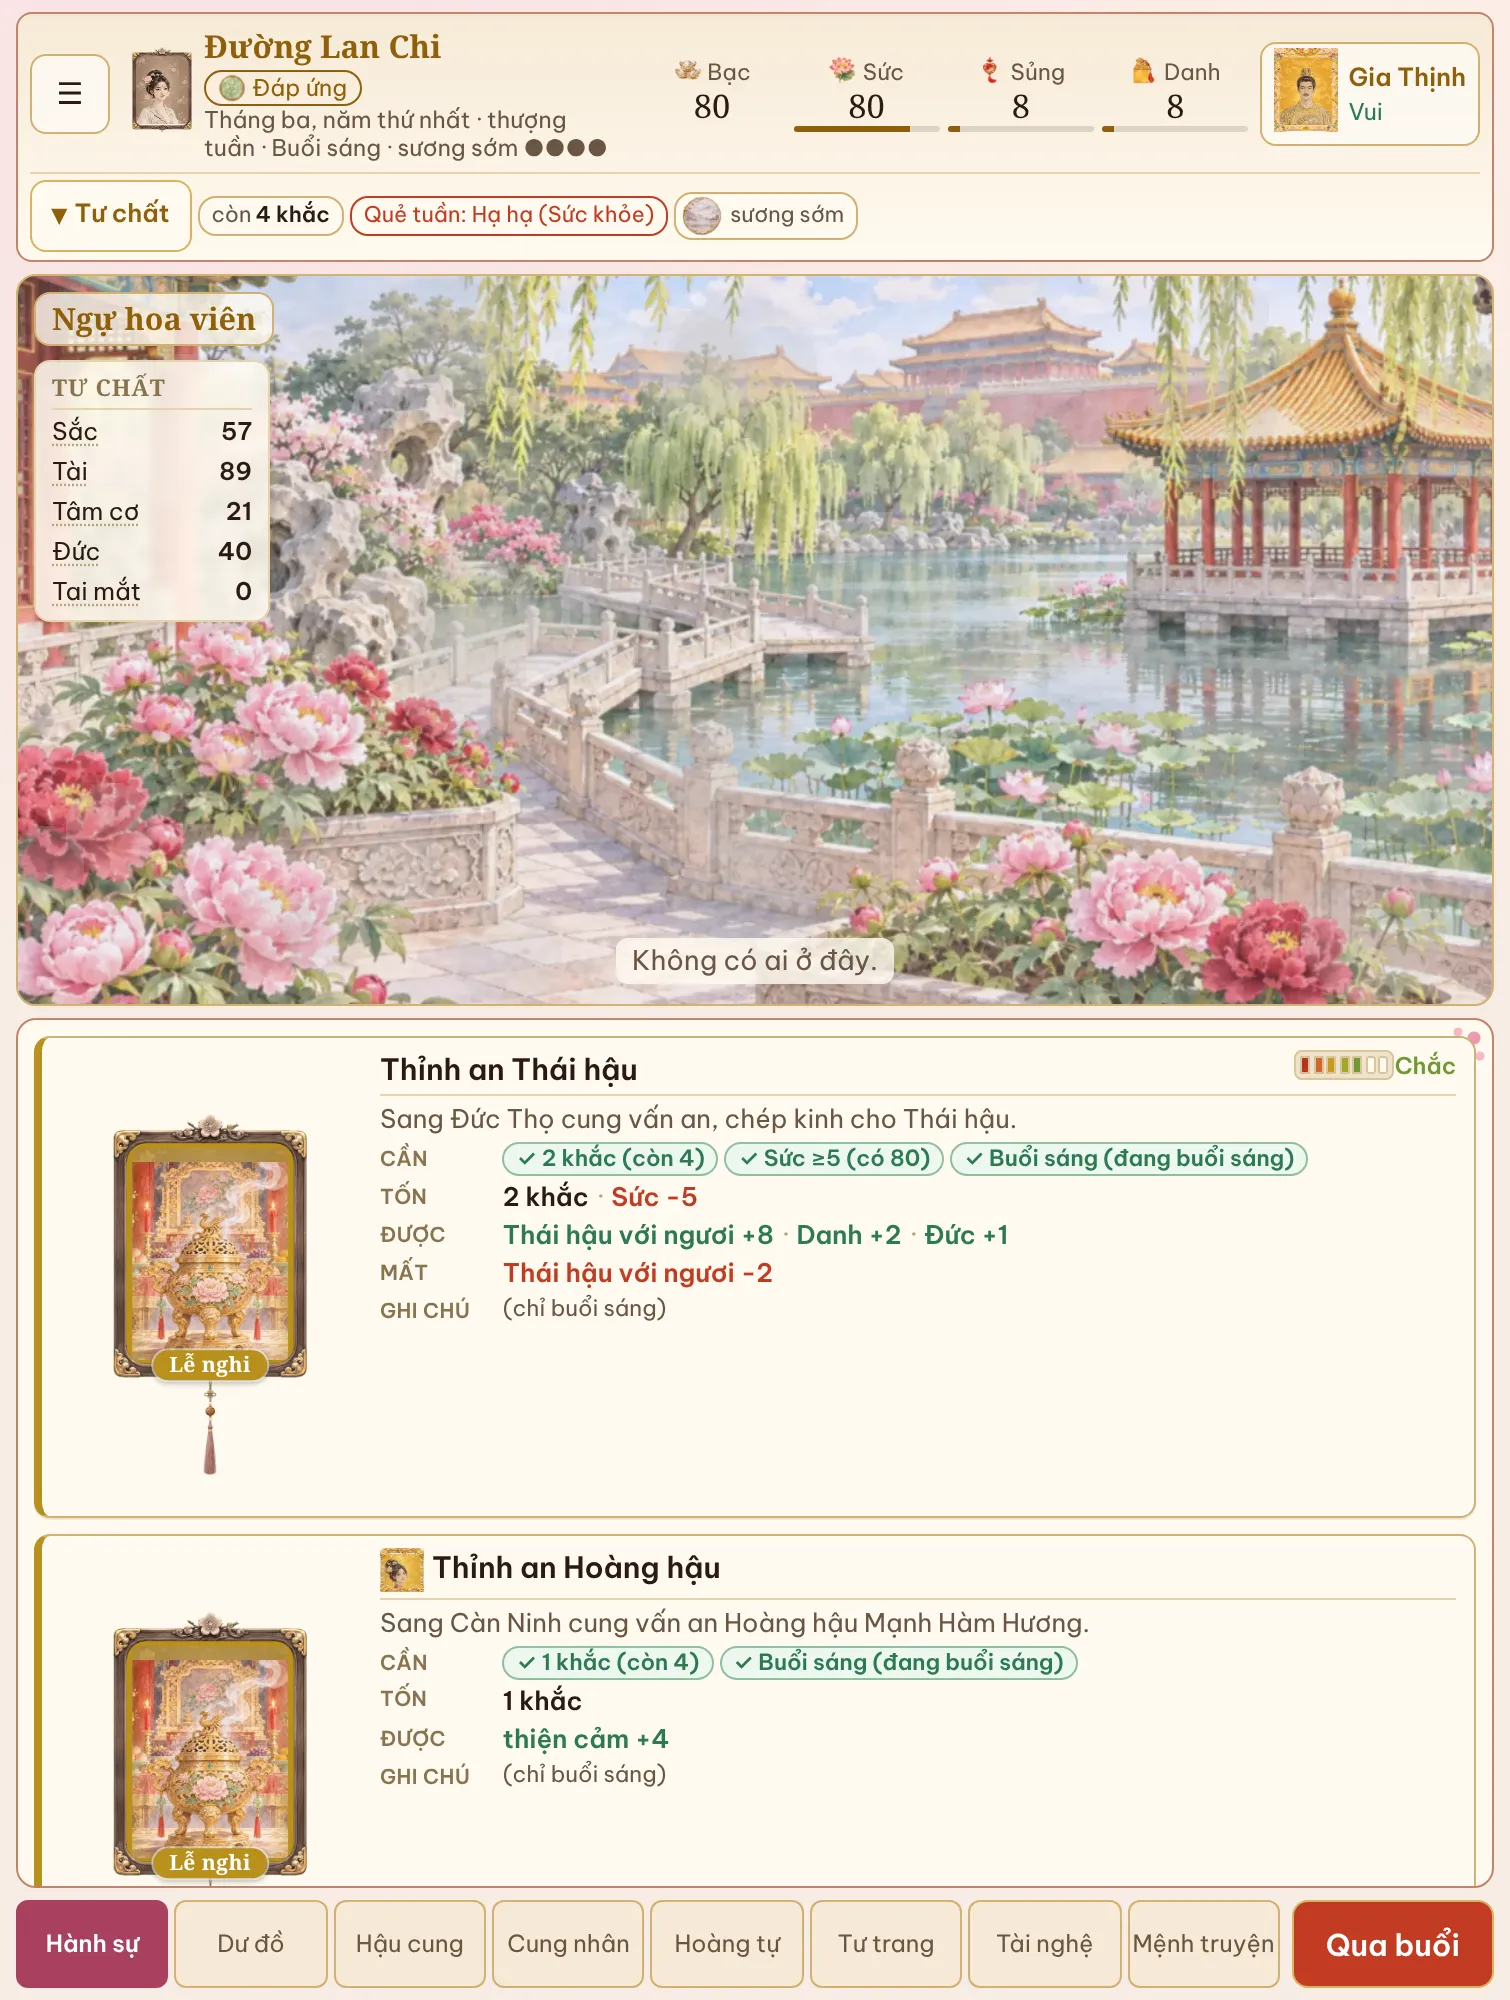 ☰
Đường Lan Chi
Đáp ứng
Tháng ba, năm thứ nhất · thượng
tuần · Buổi sáng · sương sớm ●●●●
Bạc
80
Sức
80
Sủng
8
Danh
8
Gia Thịnh
Vui
▼ Tư chất
còn 4 khắc
Quẻ tuần: Hạ hạ (Sức khỏe)
sương sớm
Ngự hoa viên
TƯ CHẤT
Sắc 57
Tài 89
Tâm cơ 21
Đức 40
Tai mắt 0
Không có ai ở đây.
Thỉnh an Thái hậu
Chắc
Sang Đức Thọ cung vấn an, chép kinh cho Thái hậu.
CẦN ✓ 2 khắc (còn 4) ✓ Sức ≥5 (có 80) ✓ Buổi sáng (đang buổi sáng)
TỐN 2 khắc · Sức -5
ĐƯỢC Thái hậu với ngươi +8 · Danh +2 · Đức +1
MẤT Thái hậu với ngươi -2
GHI CHÚ (chỉ buổi sáng)
Lễ nghi
Thỉnh an Hoàng hậu
Sang Càn Ninh cung vấn an Hoàng hậu Mạnh Hàm Hương.
CẦN ✓ 1 khắc (còn 4) ✓ Buổi sáng (đang buổi sáng)
TỐN 1 khắc
ĐƯỢC thiện cảm +4
GHI CHÚ (chỉ buổi sáng)
Lễ nghi
Hành sự
Dư đồ
Hậu cung
Cung nhân
Hoàng tự
Tư trang
Tài nghệ
Mệnh truyện
Qua buổi